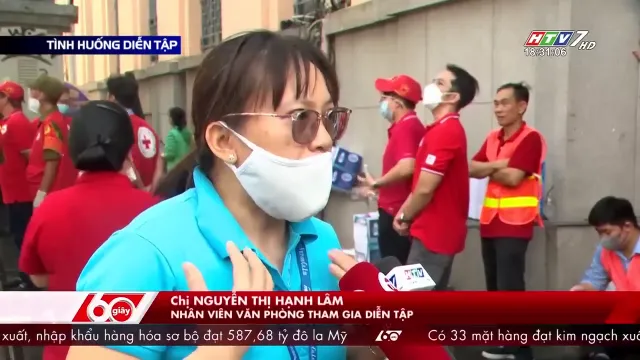 TÌNH HUỐNG DIỄN TẬP
HTV7 HD
18:31:06
HTV
60 giây
Chị NGUYỄN THỊ HẠNH LÂM
NHÂN VIÊN VĂN PHÒNG THAM GIA DIỄN TẬP
xuất, nhập khẩu hàng hóa sơ bộ đạt 587,68 tỷ đô la Mỹ 60 Có 33 mặt hàng đạt kim ngạch xuấ